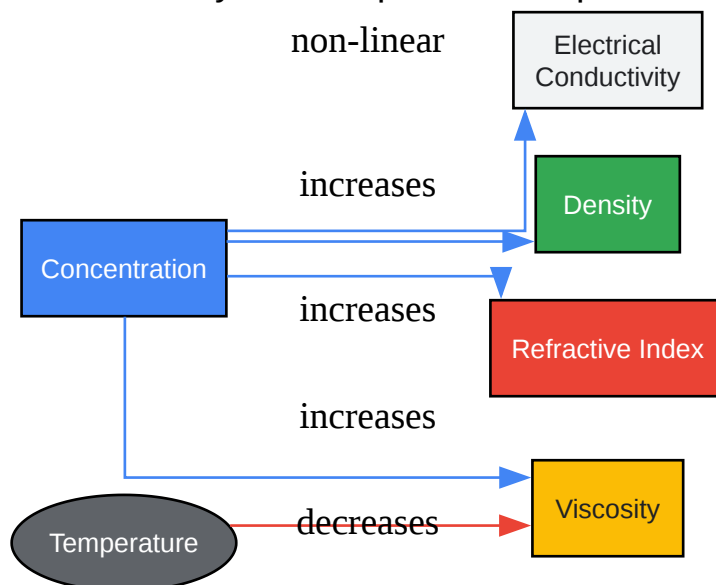 non-linear
Electrical
Conductivity
increases
Density
Concentration
increases
Refractive Index
increases
Viscosity
decreases
Temperature